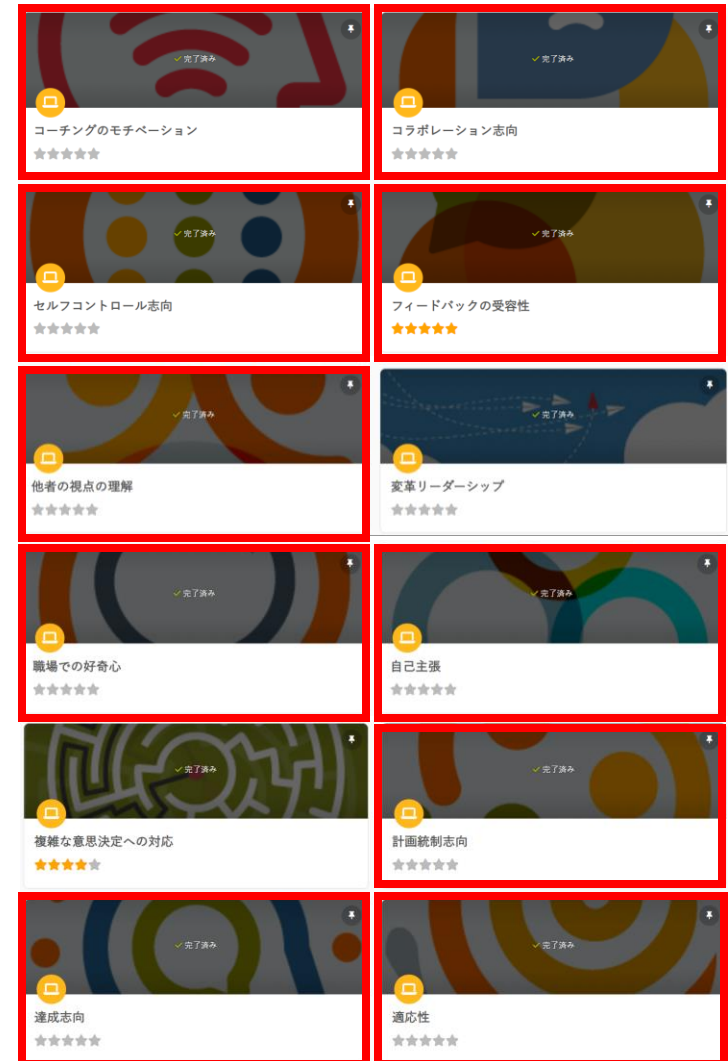 完了済み
完了済み
コーチングのモチベーション
コラボレーション志向
完了済み
完了済み
セルフコントロール志向
フィードバックの受容性
完了済み
完了済み
他者の視点の理解
変革リーダーシップ
完了済み
完了済み
職場での好奇心
自己主張
完了済み
完了済み
複雑な意思決定への対応
計画統制志向
完了済み
完了済み
達成志向
適応性